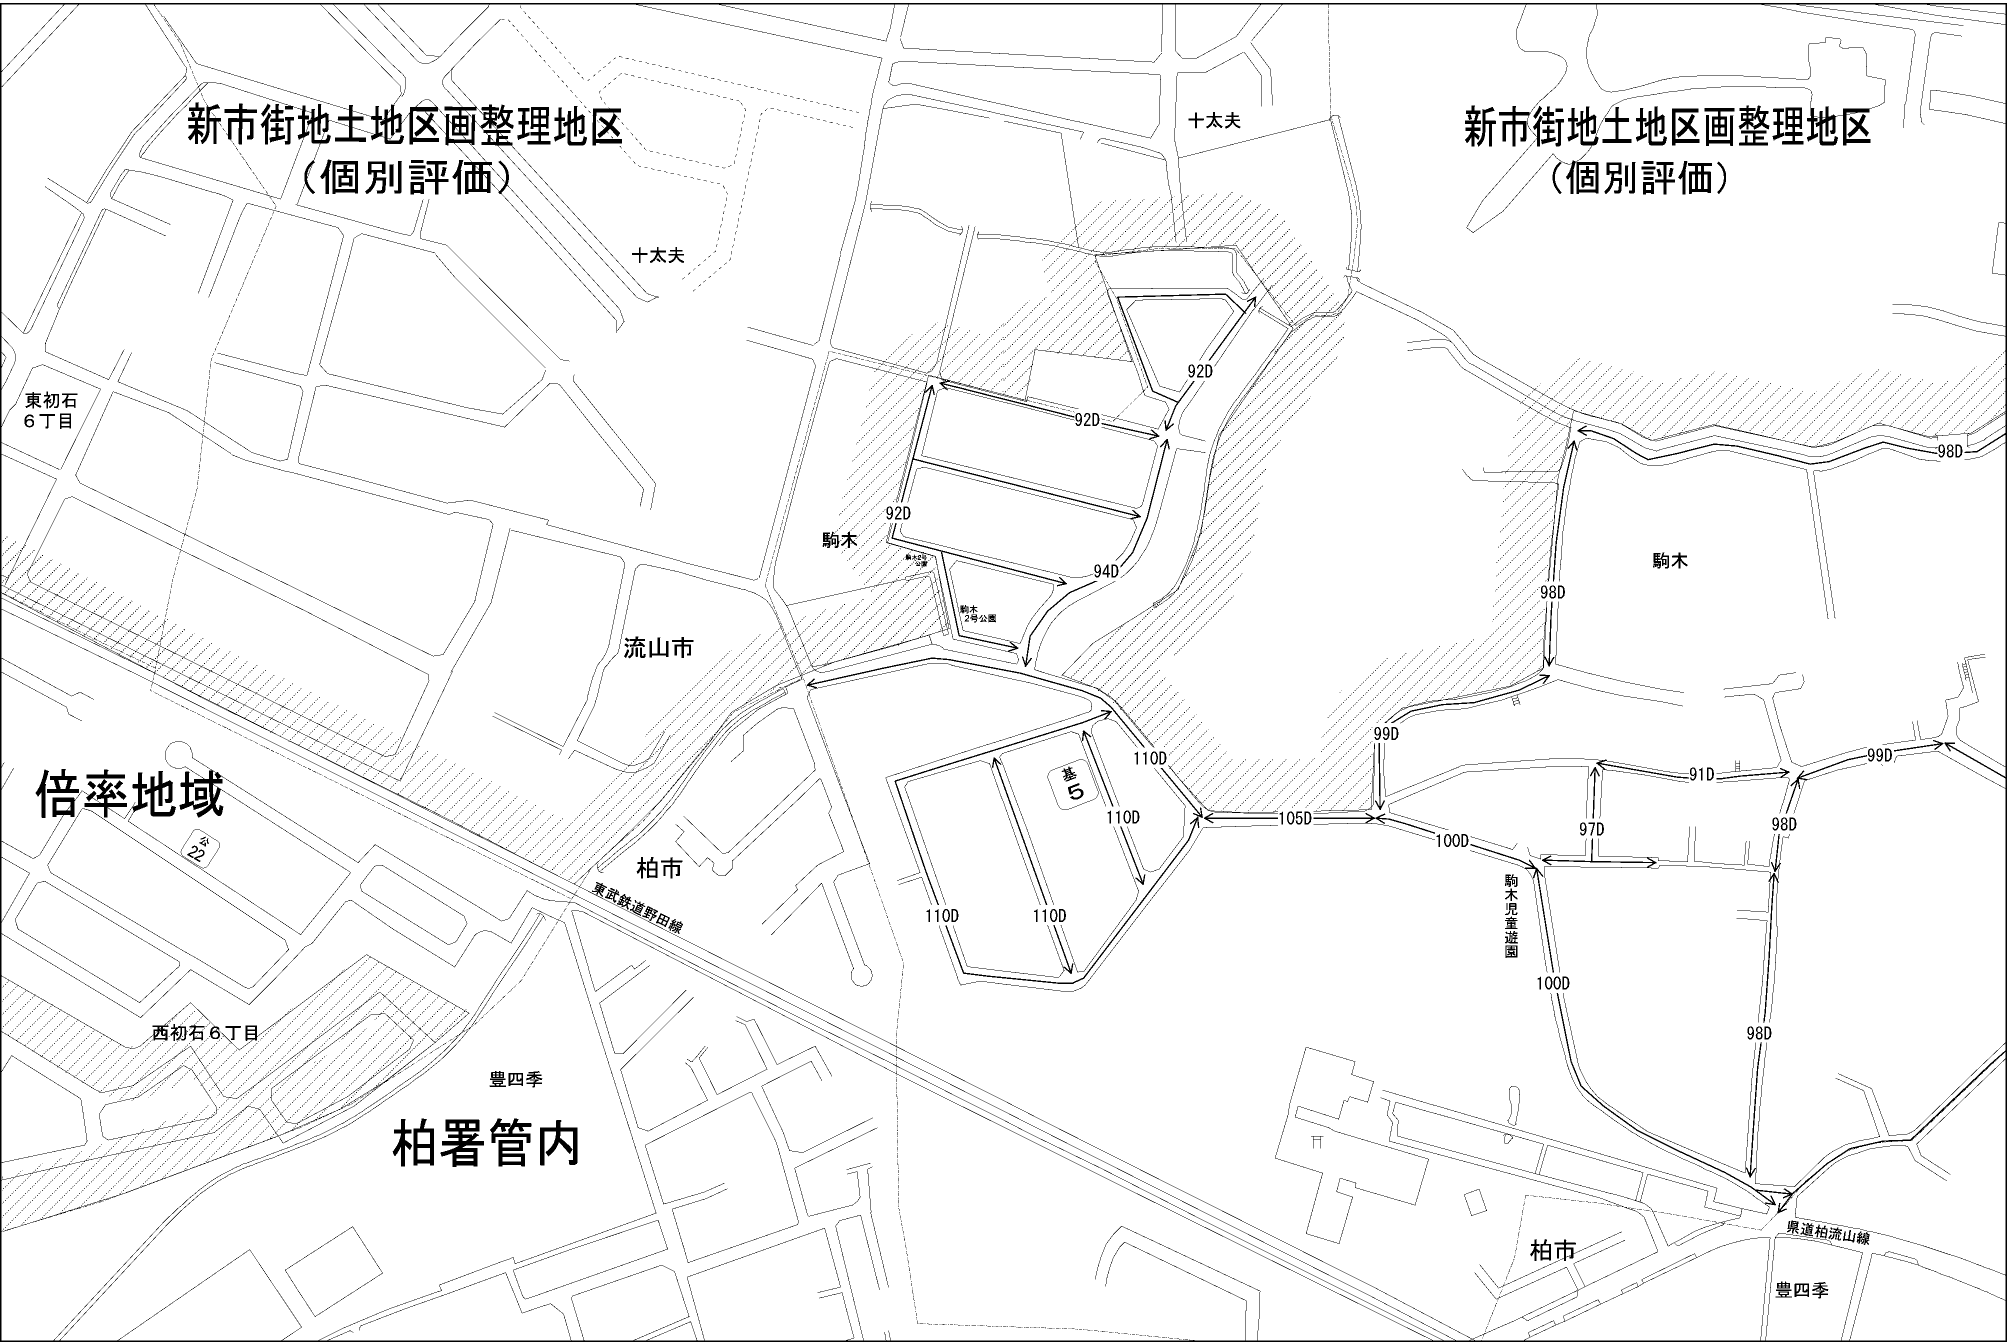 新市街地土地区画整理地区
（個別評価）
新市街地土地区画整理地区
（個別評価）
十太夫
十太夫
東初石
６丁目
92D
92D
92D
94D
98D
98D
駒木
駒木2号
公園
駒木
2号公園
駒木
流山市
99D
99D
91D
110D
110D
110D
110D
基
5
105D
100D
97D
98D
倍率地域
公
22
柏市
東武鉄道野田線
駒木児童遊園
100D
98D
西初石６丁目
豊四季
柏署管内
県道柏流山線
柏市
豊四季